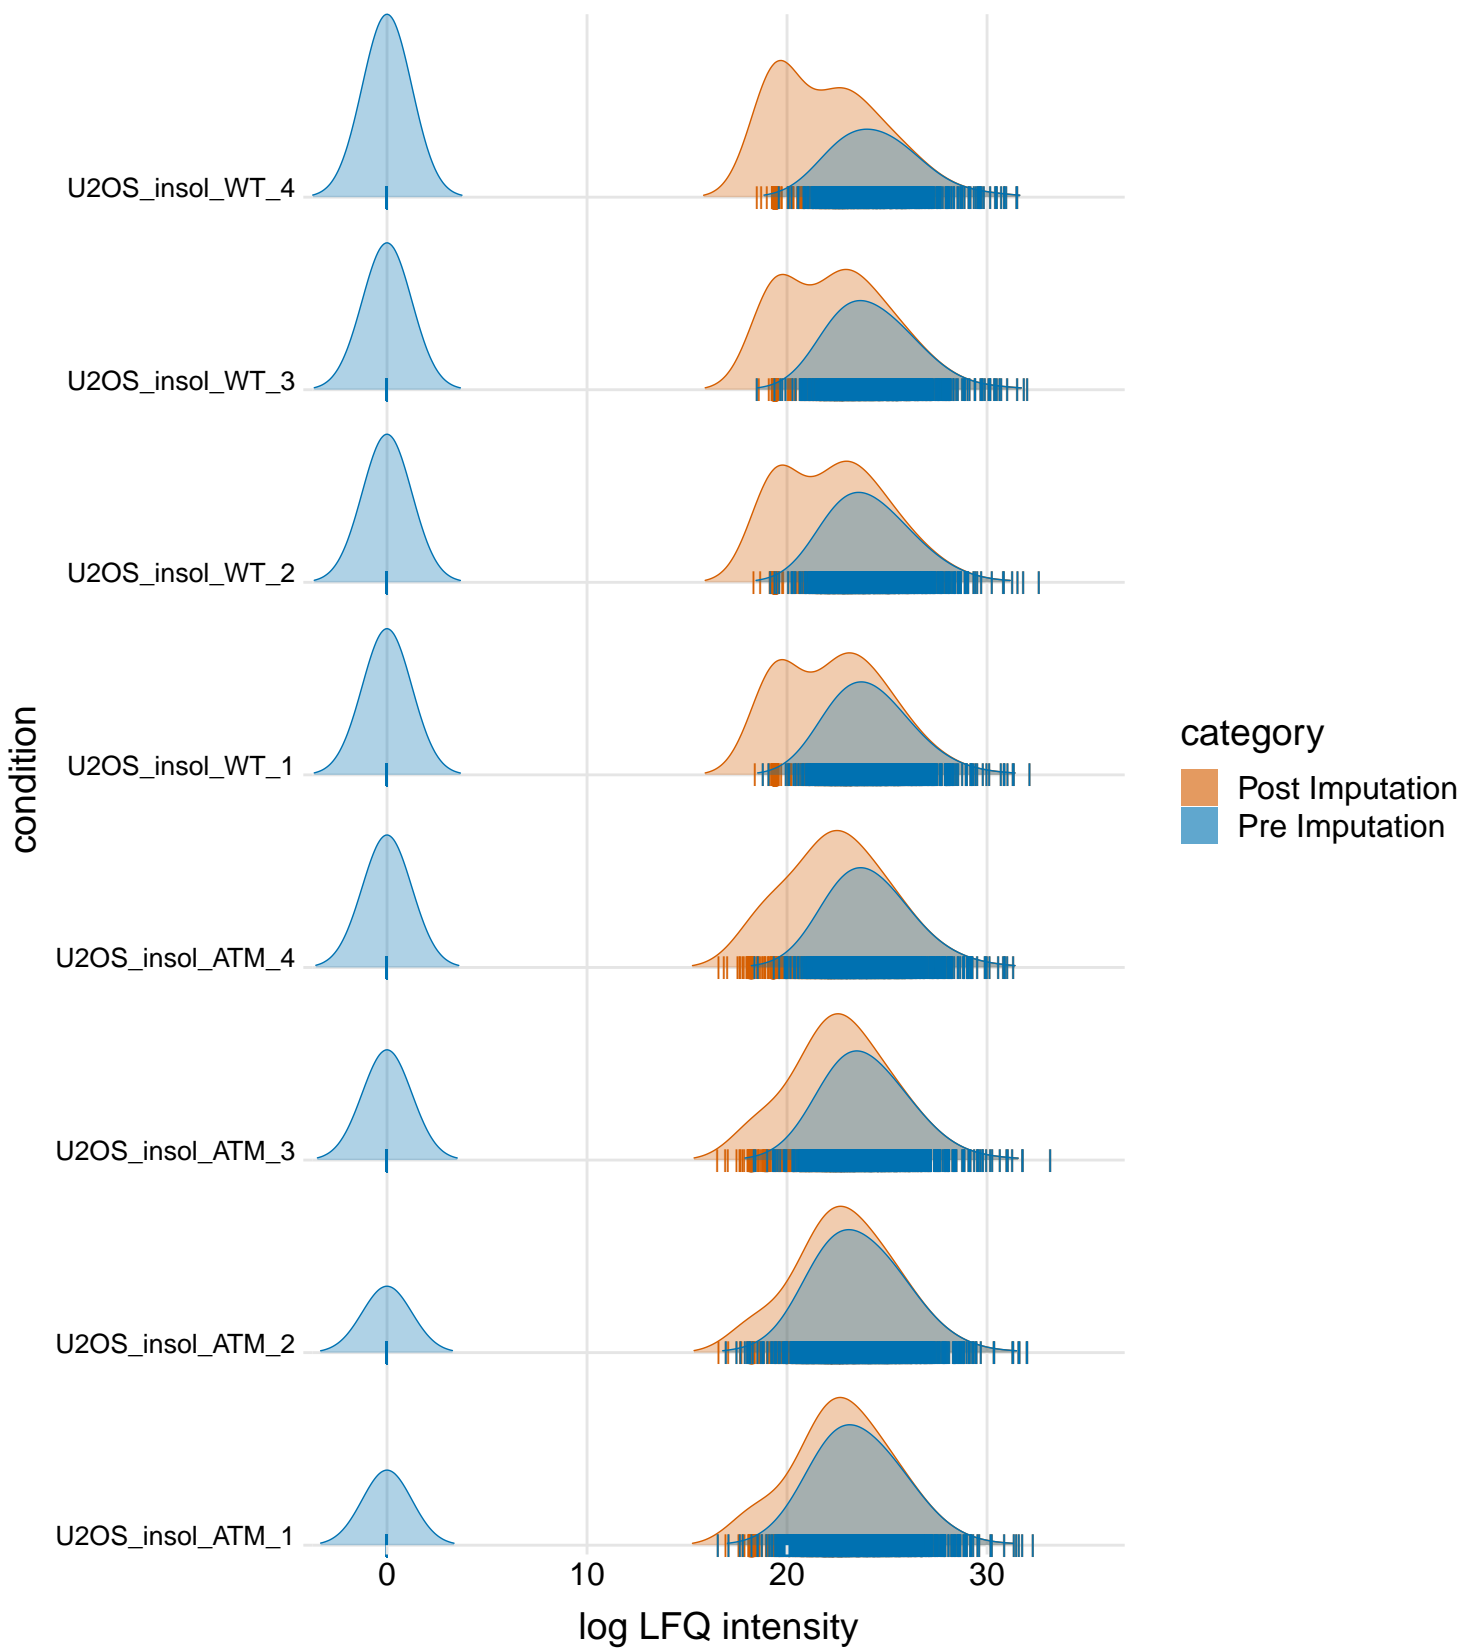 U2OS_insol_WT_4
U2OS_insol_WT_3
U2OS_insol_WT_2
U2OS_insol_WT_1
U2OS_insol_ATM_4
U2OS_insol_ATM_3
U2OS_insol_ATM_2
U2OS_insol_ATM_1
condition
0 10 20 30
log LFQ intensity
category
Post Imputation
Pre Imputation